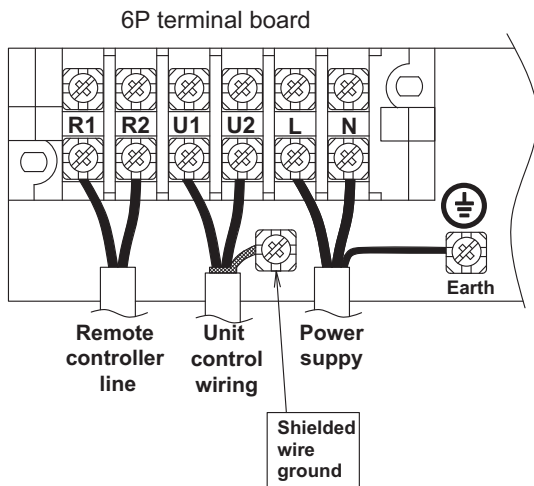 6P terminal board
R1 R2 U1 U2 L N
Earth
Remote
controller
line
Unit
control
wiring
Power
suppy
Shielded
wire
ground